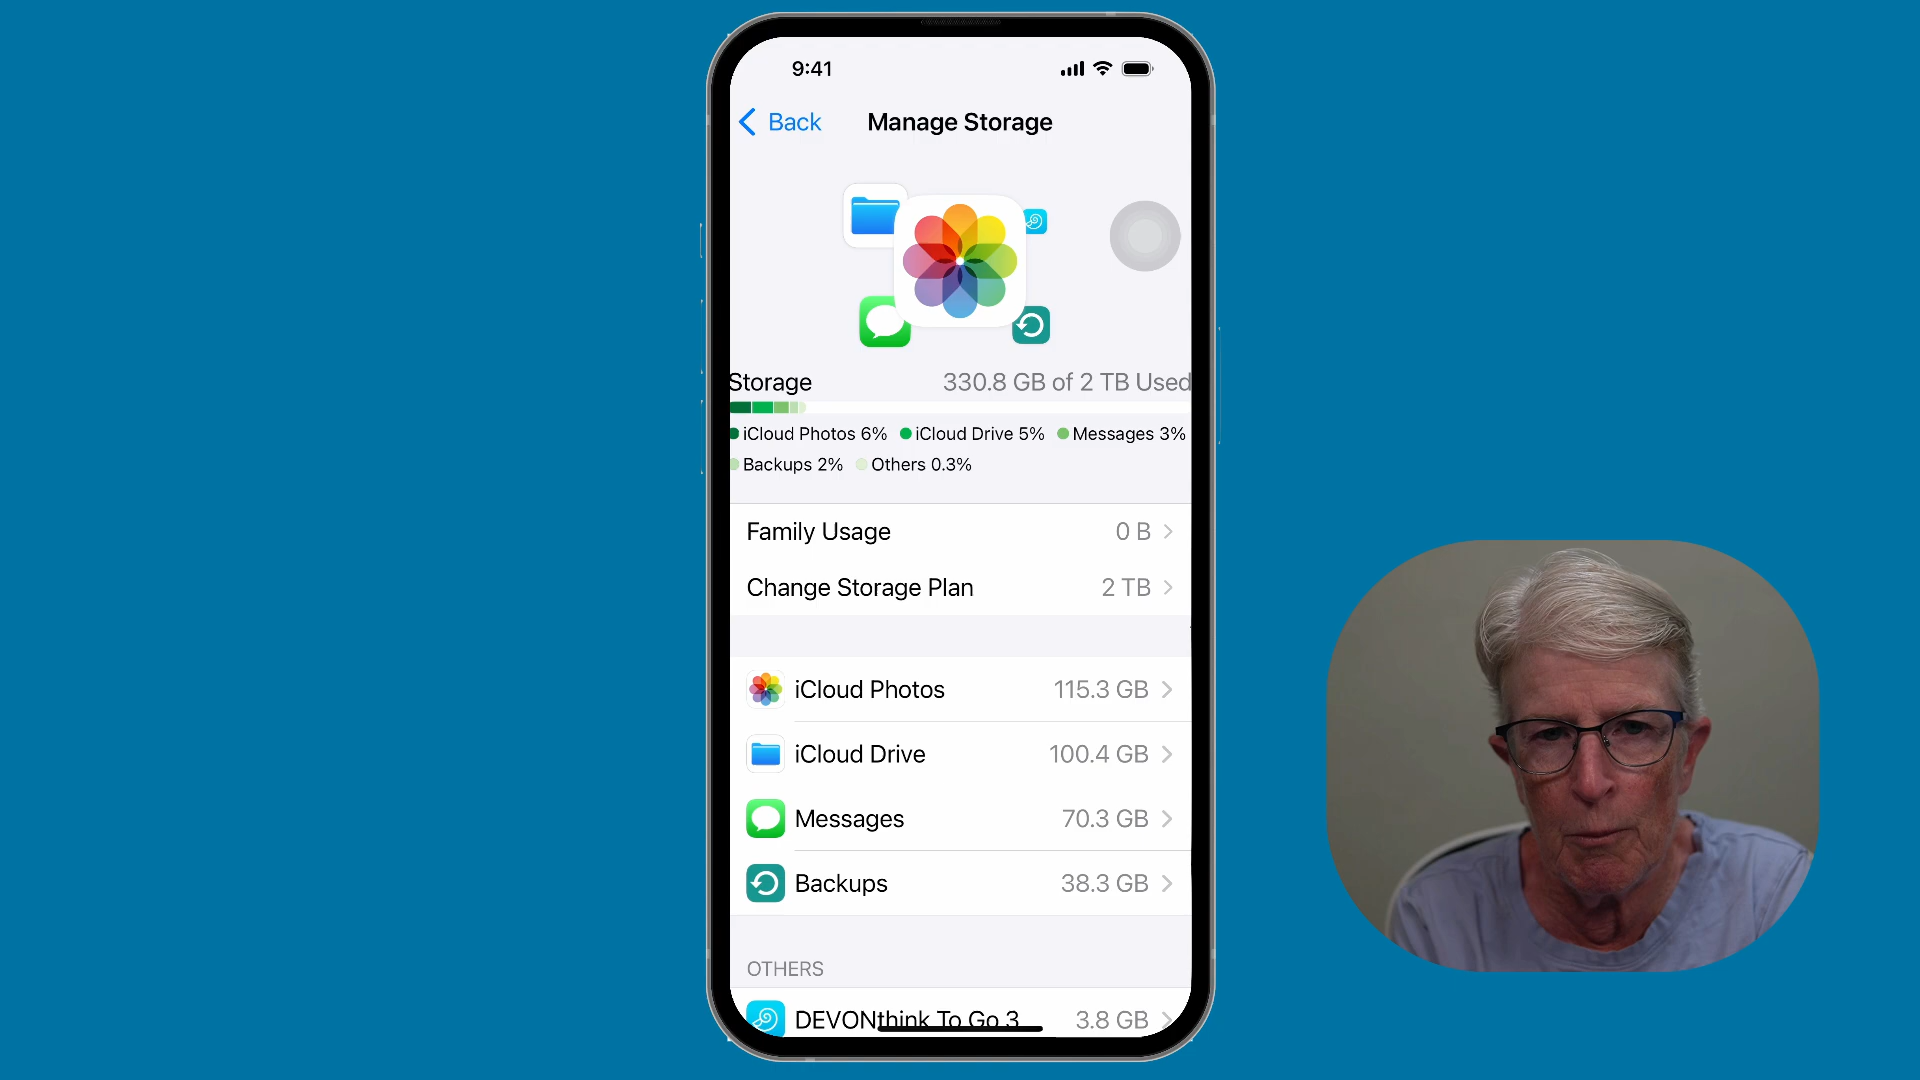 9:41
Back
Manage Storage
Storage 330.8 GB of 2 TB Used
iCloud Photos 6% iCloud Drive 5% Messages 3%
Backups 2% Others 0.3%
Family Usage 0 B
Change Storage Plan 2 TB
iCloud Photos 115.3 GB
iCloud Drive 100.4 GB
Messages 70.3 GB
Backups 38.3 GB
OTHERS
DEVONthink To Go 3 3.8 GB